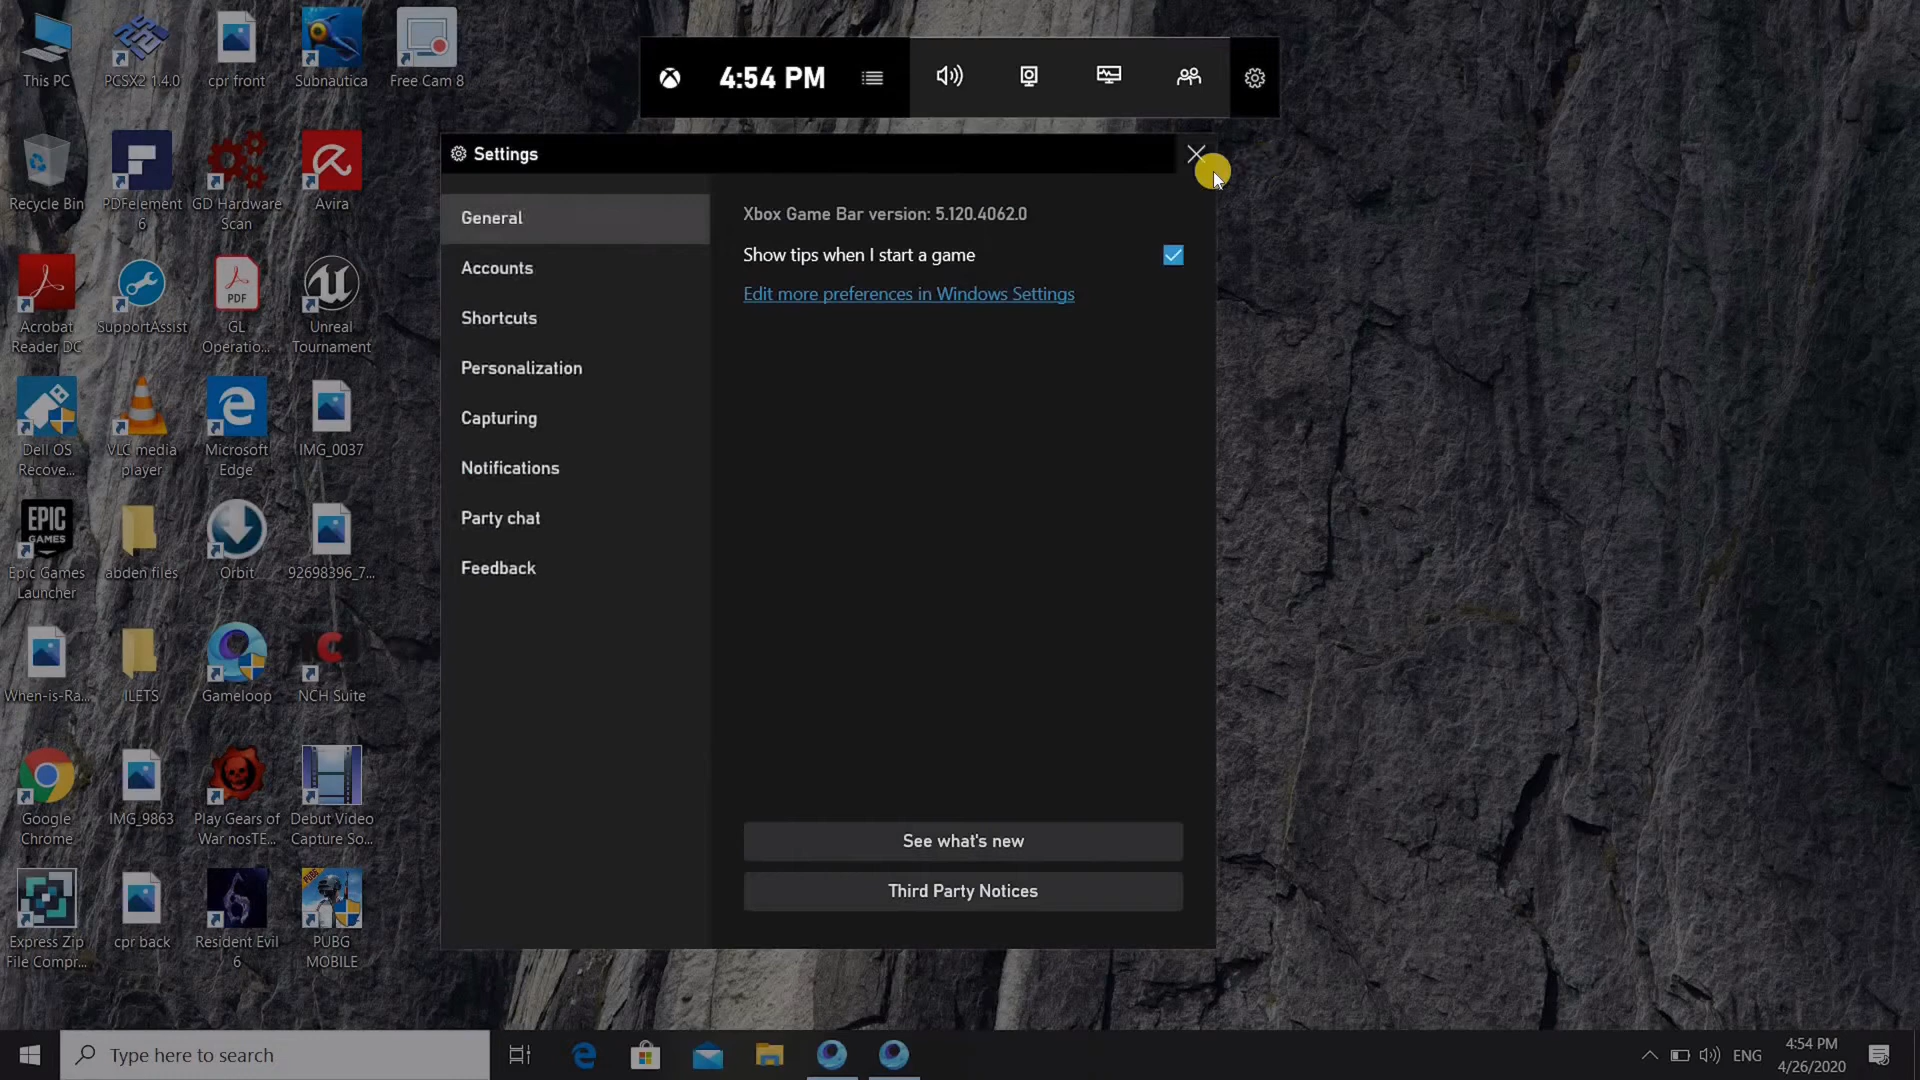 This PC
PCSX2 1.4.0
cpr front
Subnautica
Free Cam 8
Recycle Bin
PDFelement
6
GD Hardware
Scan
Avira
Acrobat
Reader DC
SupportAssist
PDF
GL
Operatio...
Unreal
Tournament
Dell OS
Recove...
VLC media
player
Microsoft
Edge
IMG_0037
EPIC
GAMES
Epic Games
Launcher
abden files
Orbit
92698396_7...
When-is-Ra...
ILETS
Gameloop
NCH Suite
Google
Chrome
IMG_9863
Play Gears of
War nosTE...
Debut Video
Capture So...
Express Zip
File Compr...
cpr back
Resident Evil
6
PUBG
PUBG
MOBILE
4:54 PM
Settings
General
Accounts
Shortcuts
Personalization
Capturing
Notifications
Party chat
Feedback
Xbox Game Bar version: 5.120.4062.0
Show tips when I start a game
Edit more preferences in Windows Settings
See what's new
Third Party Notices
Type here to search
ENG
4:54 PM
4/26/2020